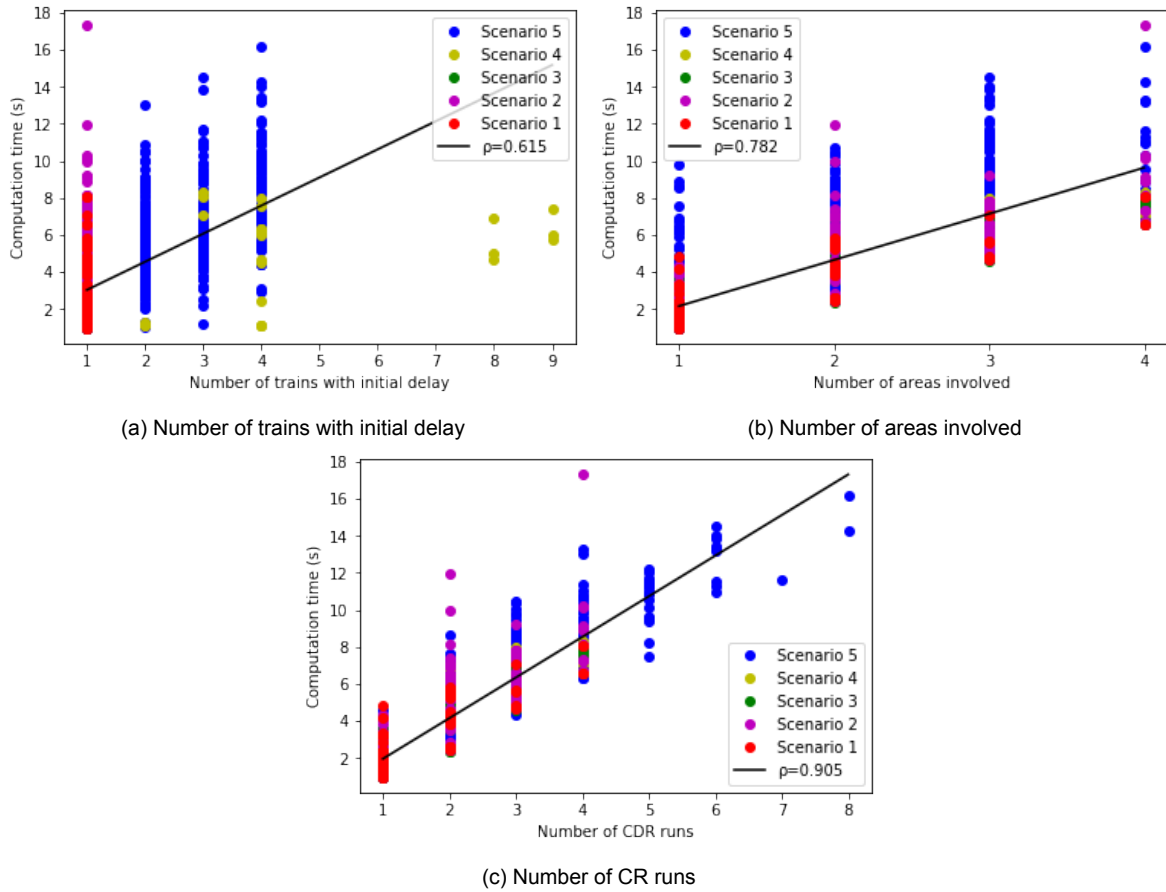 18
16
14
12
10
8
6
4
2
Computation time (s)
1 2 3 4 5 6 7 8 9
Number of trains with initial delay
Scenario 5
Scenario 4
Scenario 3
Scenario 2
Scenario 1
ρ=0.615
(a) Number of trains with initial delay
18
16
14
12
10
8
6
4
2
Computation time (s)
1 2 3 4
Number of areas involved
Scenario 5
Scenario 4
Scenario 3
Scenario 2
Scenario 1
ρ=0.782
(b) Number of areas involved
18
16
14
12
10
8
6
4
2
Computation time (s)
1 2 3 4 5 6 7 8
Number of CDR runs
Scenario 5
Scenario 4
Scenario 3
Scenario 2
Scenario 1
ρ=0.905
(c) Number of CR runs